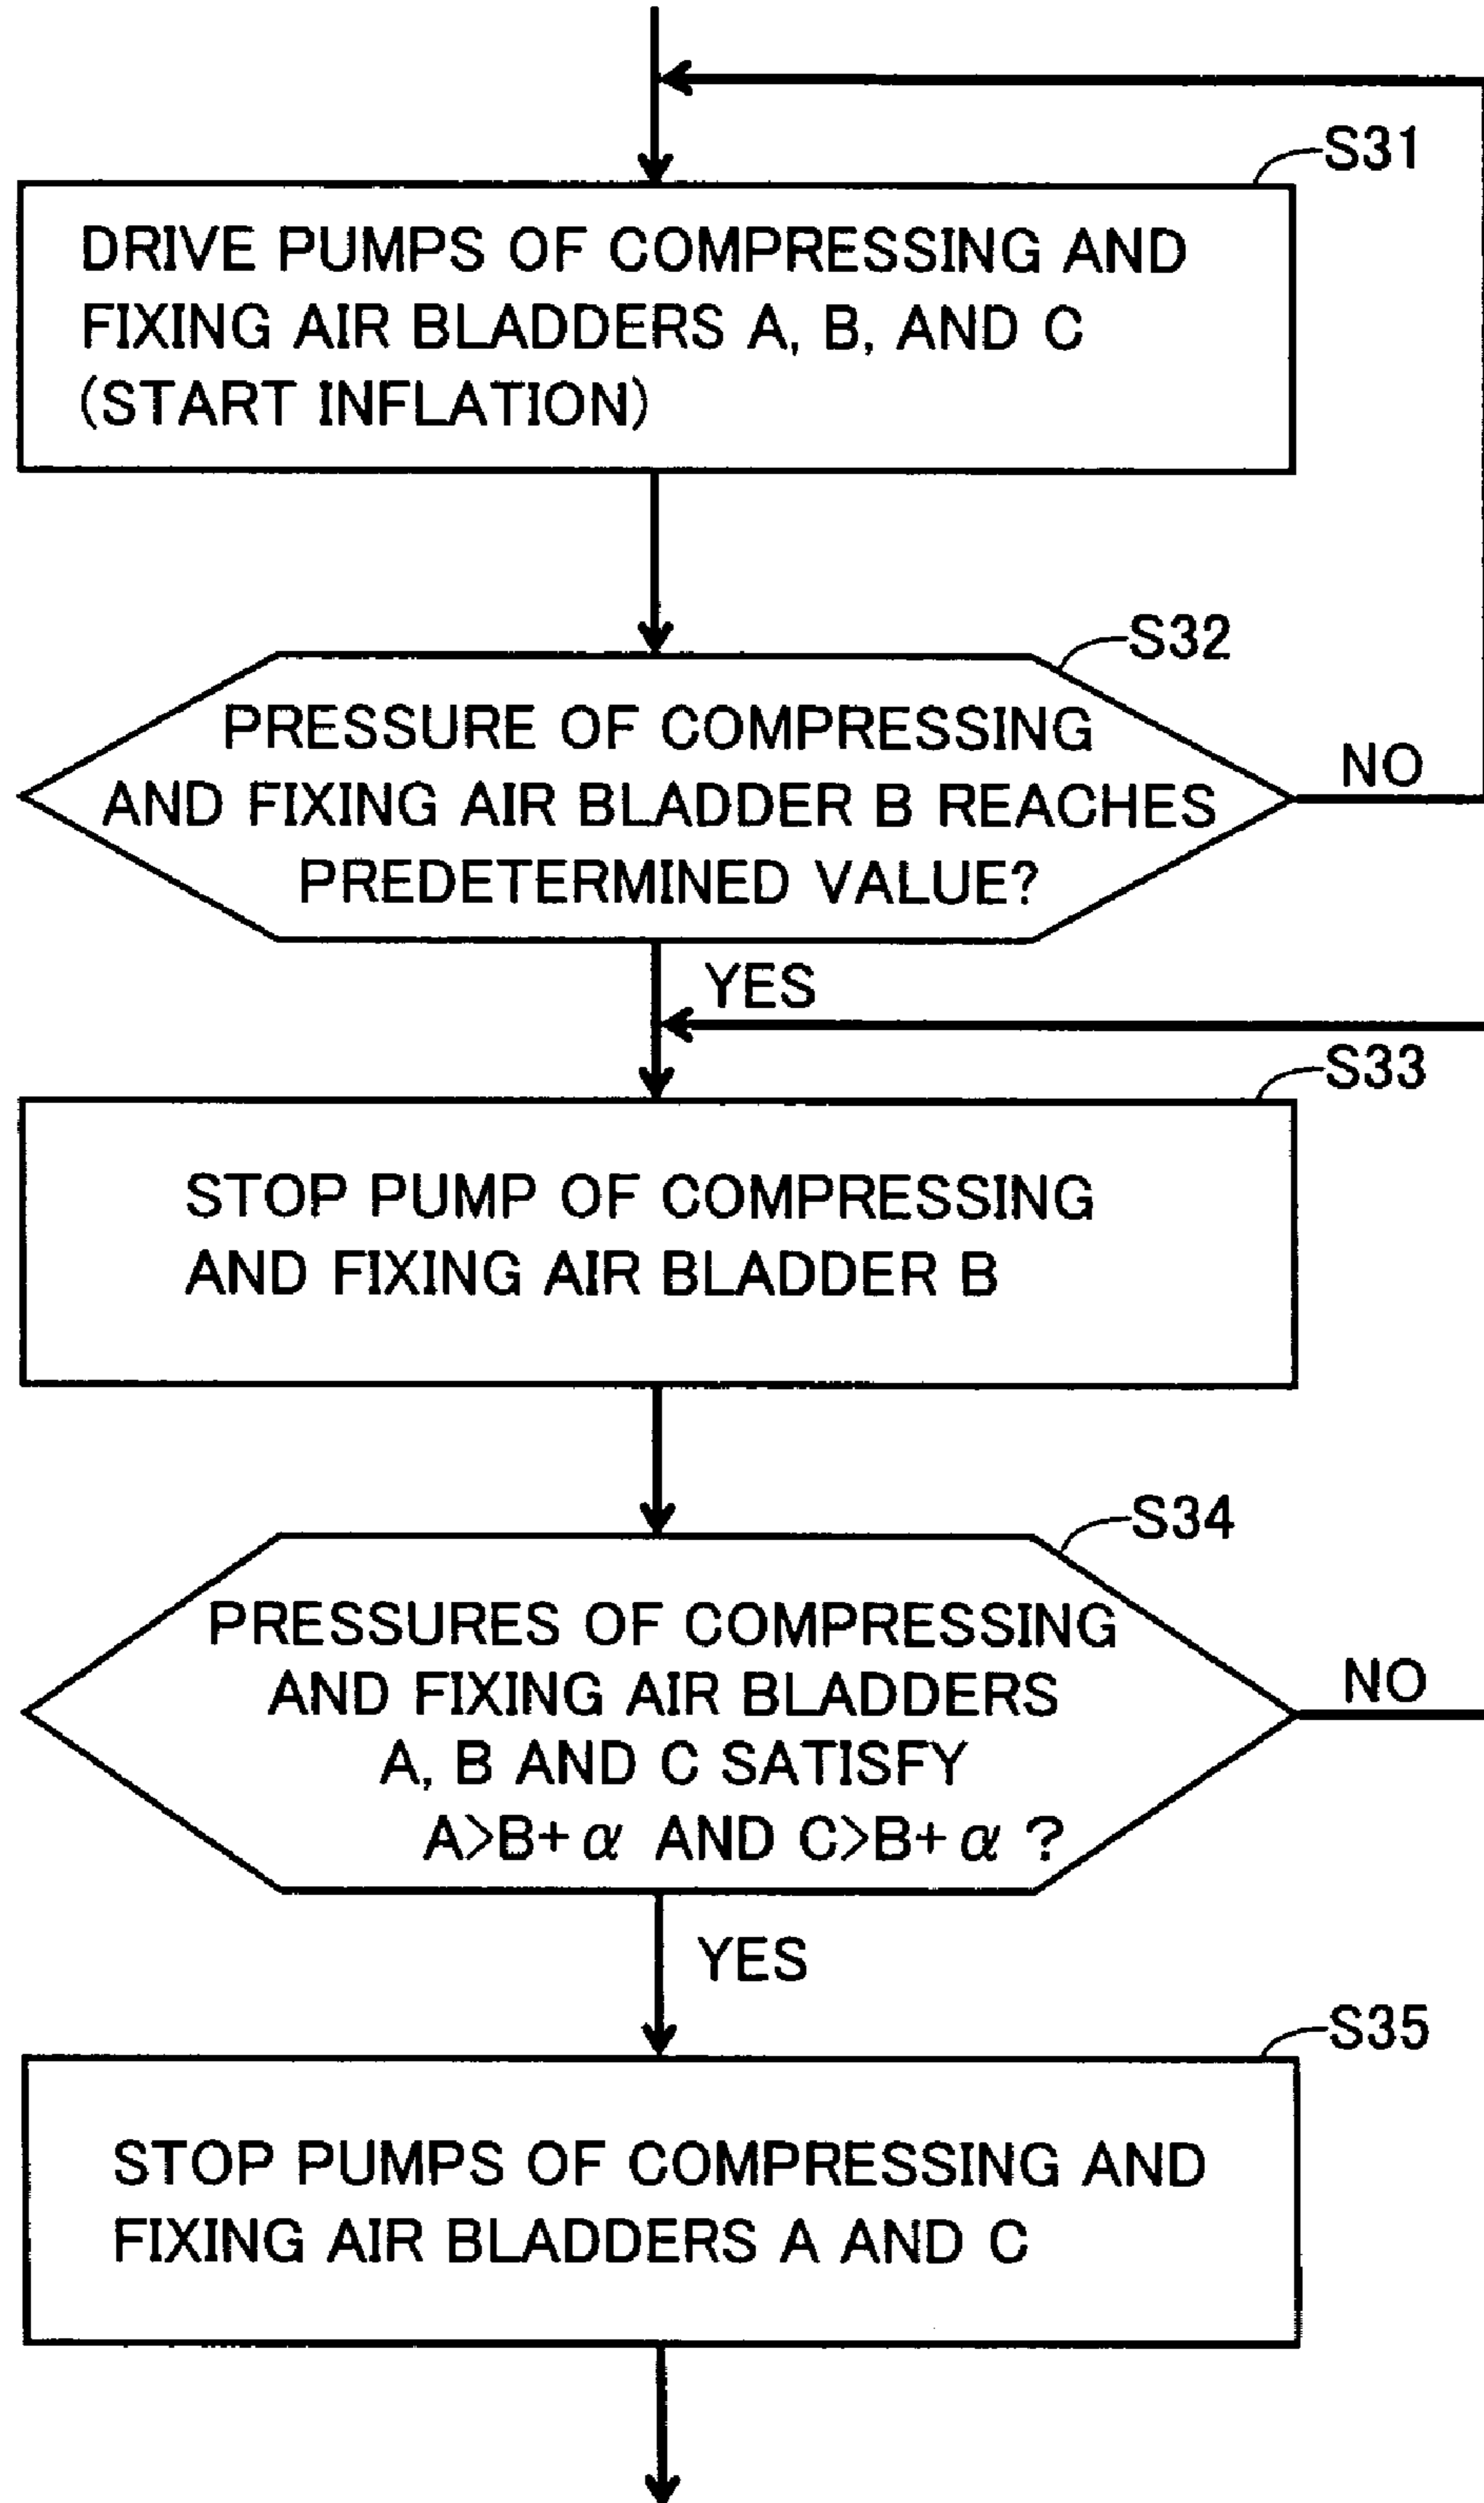 S31
DRIVE PUMPS OF COMPRESSING AND
FIXING AIR BLADDERS A, B, AND C
(START INFLATION)
S32
PRESSURE OF COMPRESSING
AND FIXING AIR BLADDER B REACHES
PREDETERMINED VALUE?
NO
YES
S33
STOP PUMP OF COMPRESSING
AND FIXING AIR BLADDER B
S34
PRESSURES OF COMPRESSING
AND FIXING AIR BLADDERS
A, B AND C SATISFY
A>B+α AND C>B+α ?
NO
YES
S35
STOP PUMPS OF COMPRESSING AND
FIXING AIR BLADDERS A AND C